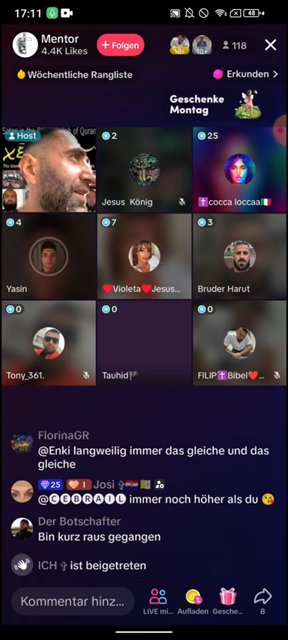 17:11
48
Mentor
4.4K Likes
+ Folgen
118
Wöchentliche Rangliste
Erkunden >
Geschenke
Montag
of Qurar
Host
2
25
Jesus König
✝️cocca loccaa🇮🇹
4
7
3
Yasin
❤️Violeta❤️Jesus...
Bruder Harut
0
0
0
Tony_361.
Tauhid🏴
FILIP✝️Bibel❤️...
FlorinaGR
@Enki langweilig immer das gleiche und das
gleiche
25 I Josi ✞🇭🇷
@🅒🅔🅑🅡🅐🅘🅛 immer noch höher als du 😘
Der Botschafter
Bin kurz raus gegangen
ICH ✞ ist beigetreten
Kommentar hinz...
LIVE mi...
Aufladen
Gesche...
8